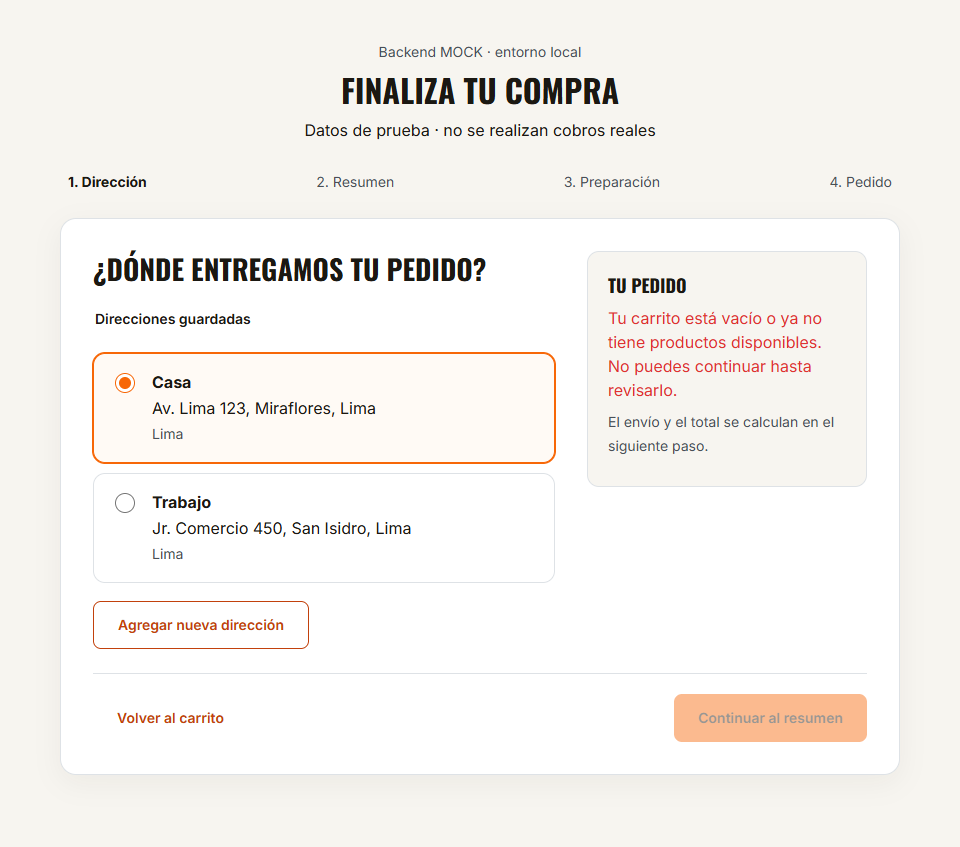 Backend MOCK · entorno local
FINALIZA TU COMPRA
Datos de prueba · no se realizan cobros reales
1. Dirección
2. Resumen
3. Preparación
4. Pedido
¿DÓNDE ENTREGAMOS TU PEDIDO?
Direcciones guardadas
Casa
Av. Lima 123, Miraflores, Lima
Lima
Trabajo
Jr. Comercio 450, San Isidro, Lima
Lima
Agregar nueva dirección
TU PEDIDO
Tu carrito está vacío o ya no
tiene productos disponibles.
No puedes continuar hasta
revisarlo.
El envío y el total se calculan en el
siguiente paso.
Volver al carrito
Continuar al resumen